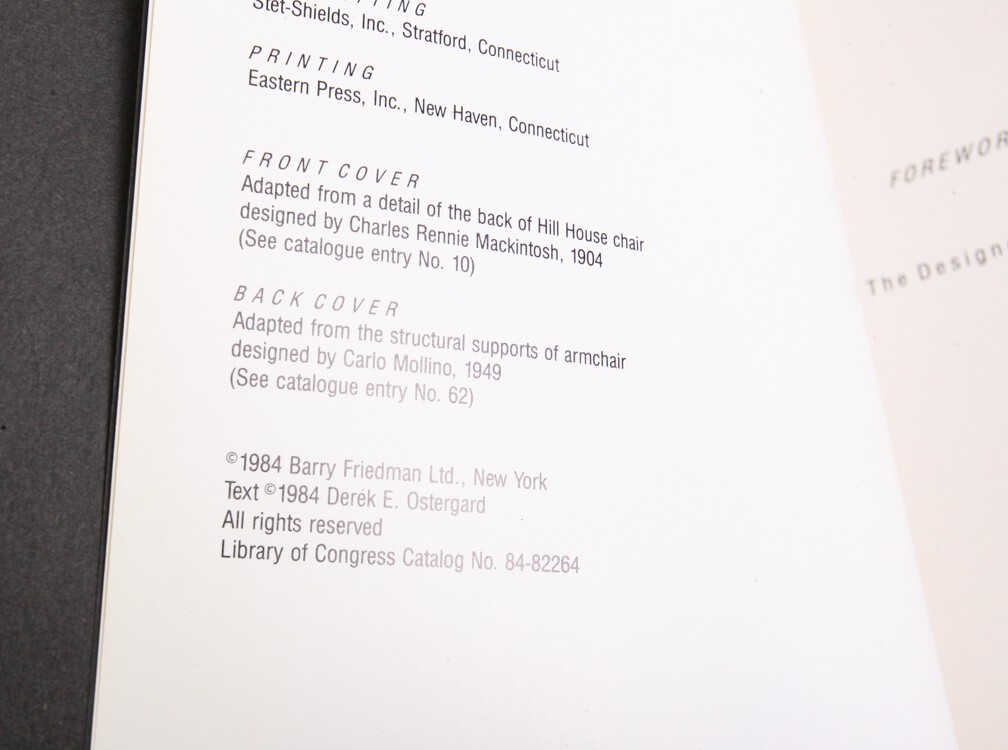 Stet-Shields, Inc., Stratford, Connecticut
PRINTING
Eastern Press, Inc., New Haven, Connecticut
FRONT COVER
Adapted from a detail of the back of Hill House chair
designed by Charles Rennie Mackintosh, 1904
(See catalogue entry No. 10)
BACK COVER
Adapted from the structural supports of armchair
designed by Carlo Mollino, 1949
(See catalogue entry No. 62)
©1984 Barry Friedman Ltd., New York
Text ©1984 Derek E. Ostergard
All rights reserved
Library of Congress Catalog No. 84-82264
FOREWOR
The Design